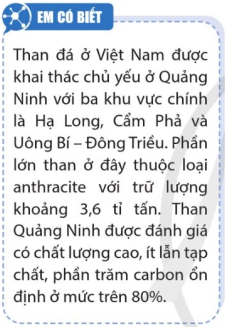 EM CÓ BIẾT
Than đá ở Việt Nam được
khai thác chủ yếu ở Quảng
Ninh với ba khu vực chính
là Hạ Long, Cẩm Phả và
Uông Bí – Đông Triều. Phần
lớn than ở đây thuộc loại
anthracite với trữ lượng
khoảng 3,6 tỉ tấn. Than
Quảng Ninh được đánh giá
có chất lượng cao, ít lẫn tạp
chất, phần trăm carbon ổn
định ở mức trên 80%.